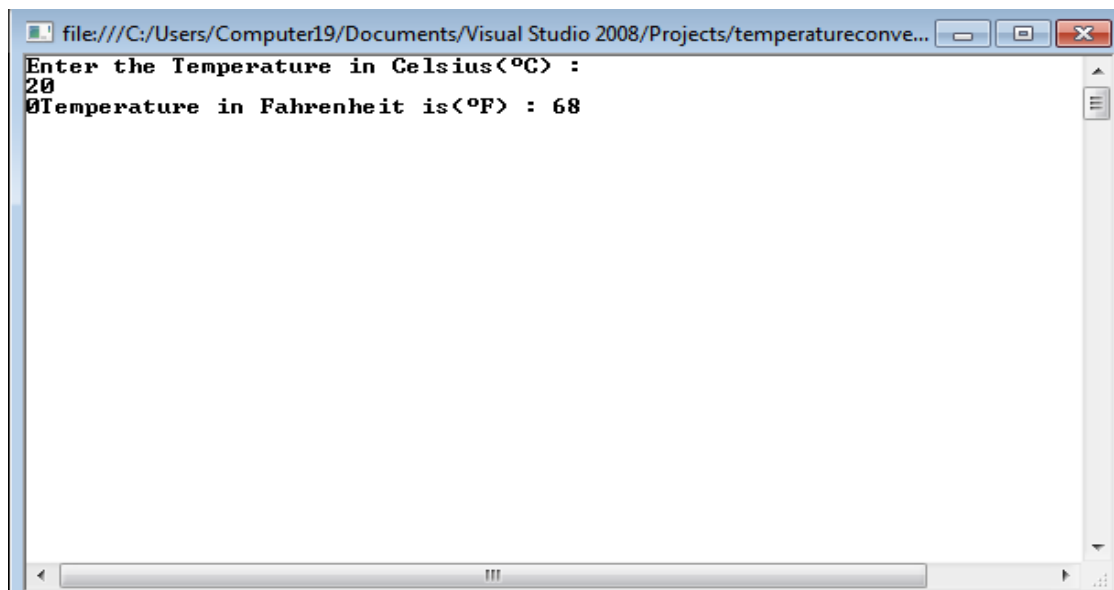 file:///C:/Users/Computer19/Documents/Visual Studio 2008/Projects/temperatureconve...
Enter the Temperature in Celsius(ºC) :
20
0Temperature in Fahrenheit is(ºF) : 68